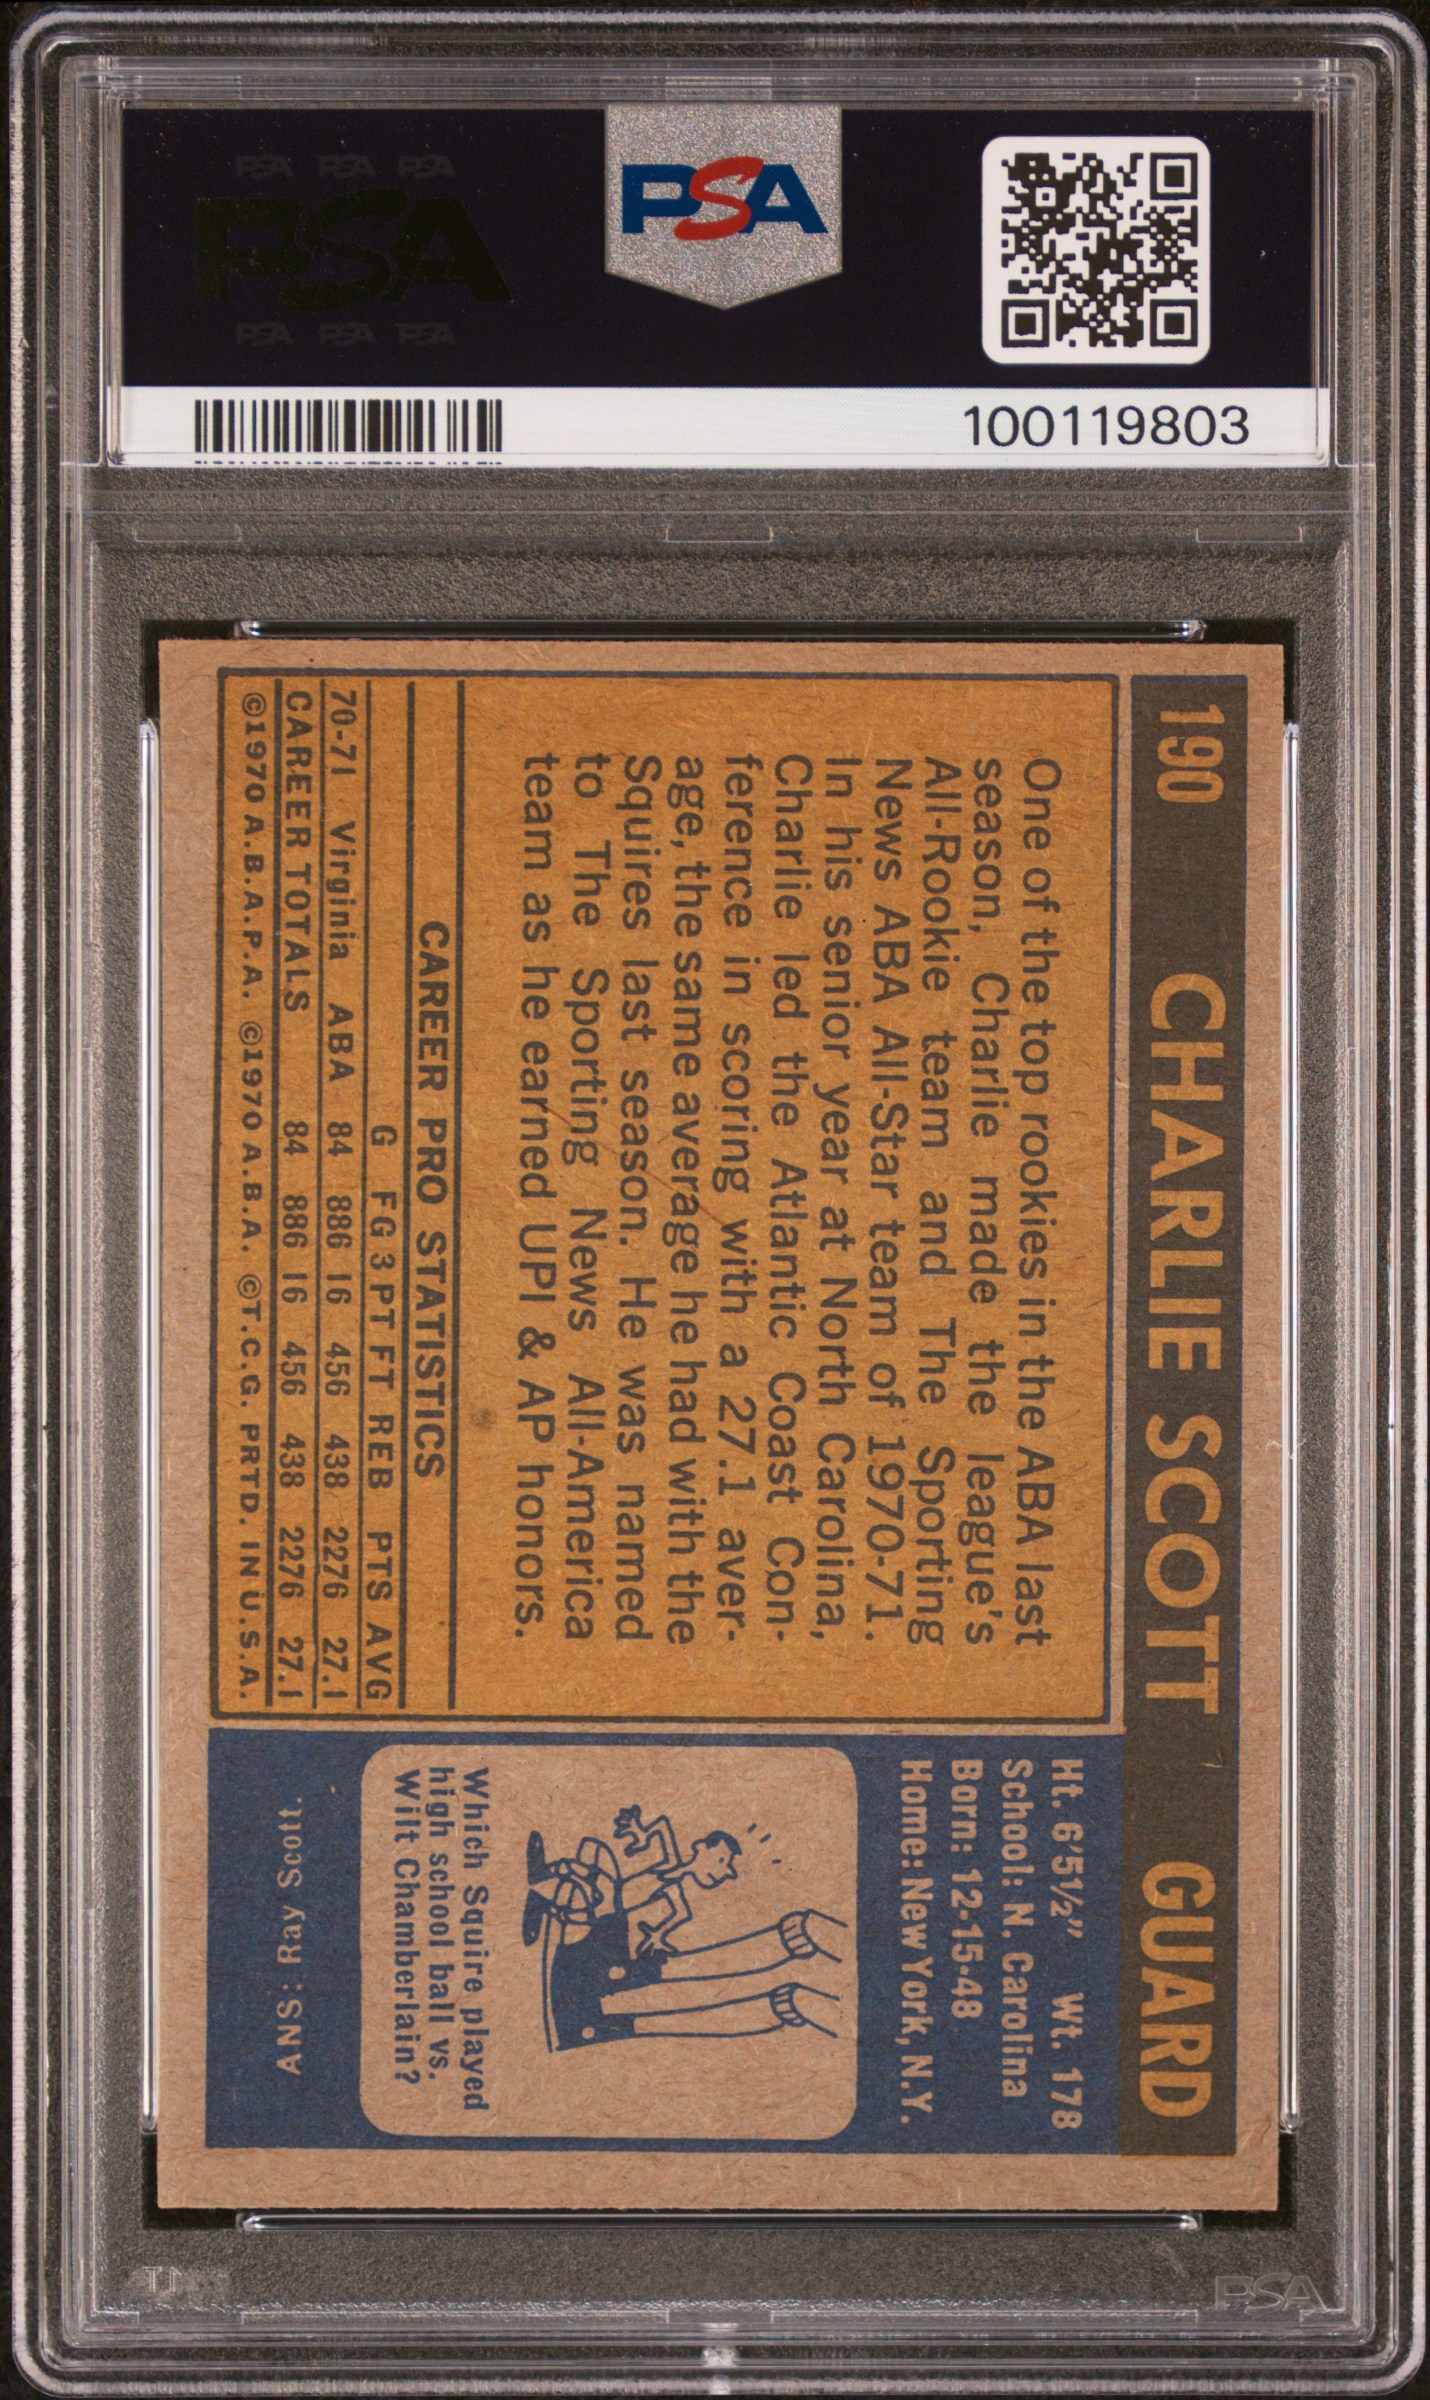 PSA PSA PSA
PSA
PSA PSA PSA
PSA
100119803
190 CHARLIE SCOTT GUARD
One of the top rookies in the ABA last
season, Charlie made the league's
All-Rookie team and The Sporting
News ABA All-Star team of 1970-71.
In his senior year at North Carolina,
Charlie led the Atlantic Coast Con-
ference in scoring with a 27.1 aver-
age, the same average he had with the
Squires last season. He was named
to The Sporting News All-America
team as he earned UPI & AP honors.
CAREER PRO STATISTICS
G FG 3PT FT REB PTS AVG
70-71 Virginia ABA 84 886 16 456 438 2276 27.1
CAREER TOTALS 84 886 16 456 438 2276 27.1
©1970 A.B.A.P.A. ©1970 A.B.A. ©T.C.G. PRTD. IN U.S.A.
Ht. 6'5½" Wt. 178
School: N. Carolina
Born: 12-15-48
Home: New York, N.Y.
Which Squire played
high school ball vs.
Wilt Chamberlain?
ANS: Ray Scott.
PSA